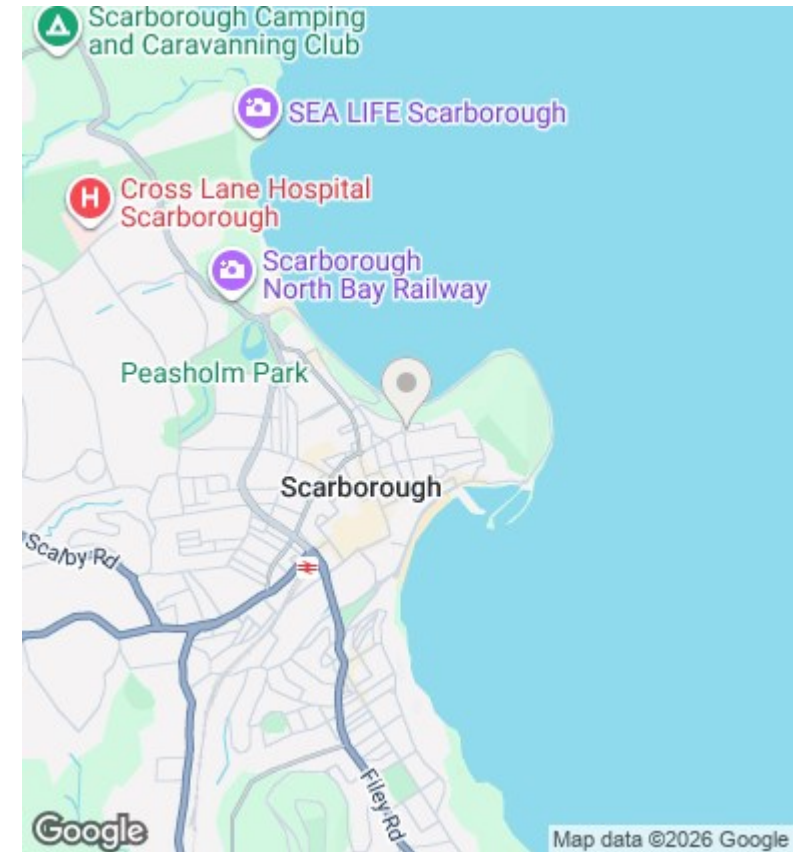 Scarborough Camping
and Caravanning Club
SEA LIFE Scarborough
H
Cross Lane Hospital
Scarborough
Scarborough
North Bay Railway
Peasholm Park
Scarborough
Scalby Rd
Filey Rd
Google
Map data ©2026 Google